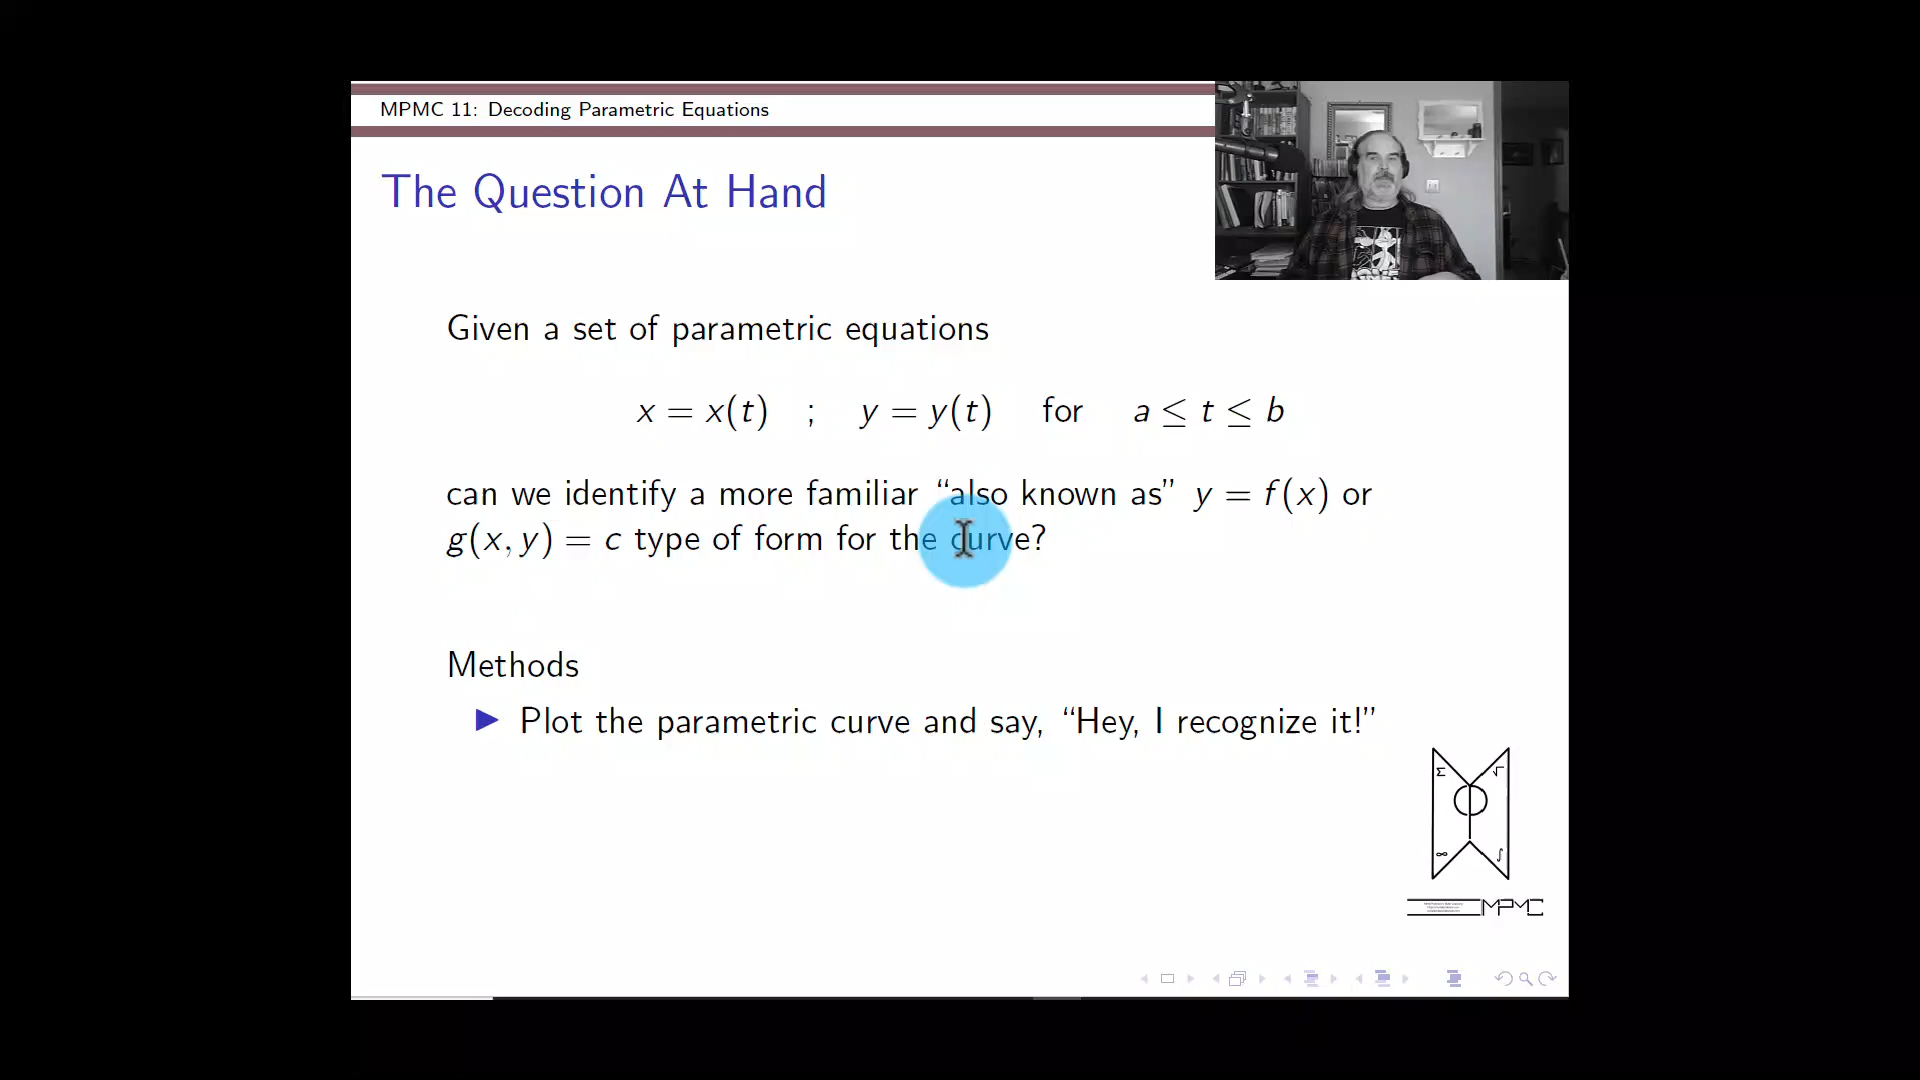 MPMC 11: Decoding Parametric Equations
The Question At Hand
Given a set of parametric equations
x = x(t) ; y = y(t) for a ≤ t ≤ b
can we identify a more familiar “also known as” y = f(x) or
g(x, y) = c type of form for the curve?
Methods
▶ Plot the parametric curve and say, “Hey, I recognize it!”
Σ √
∞ ∫
MPMC